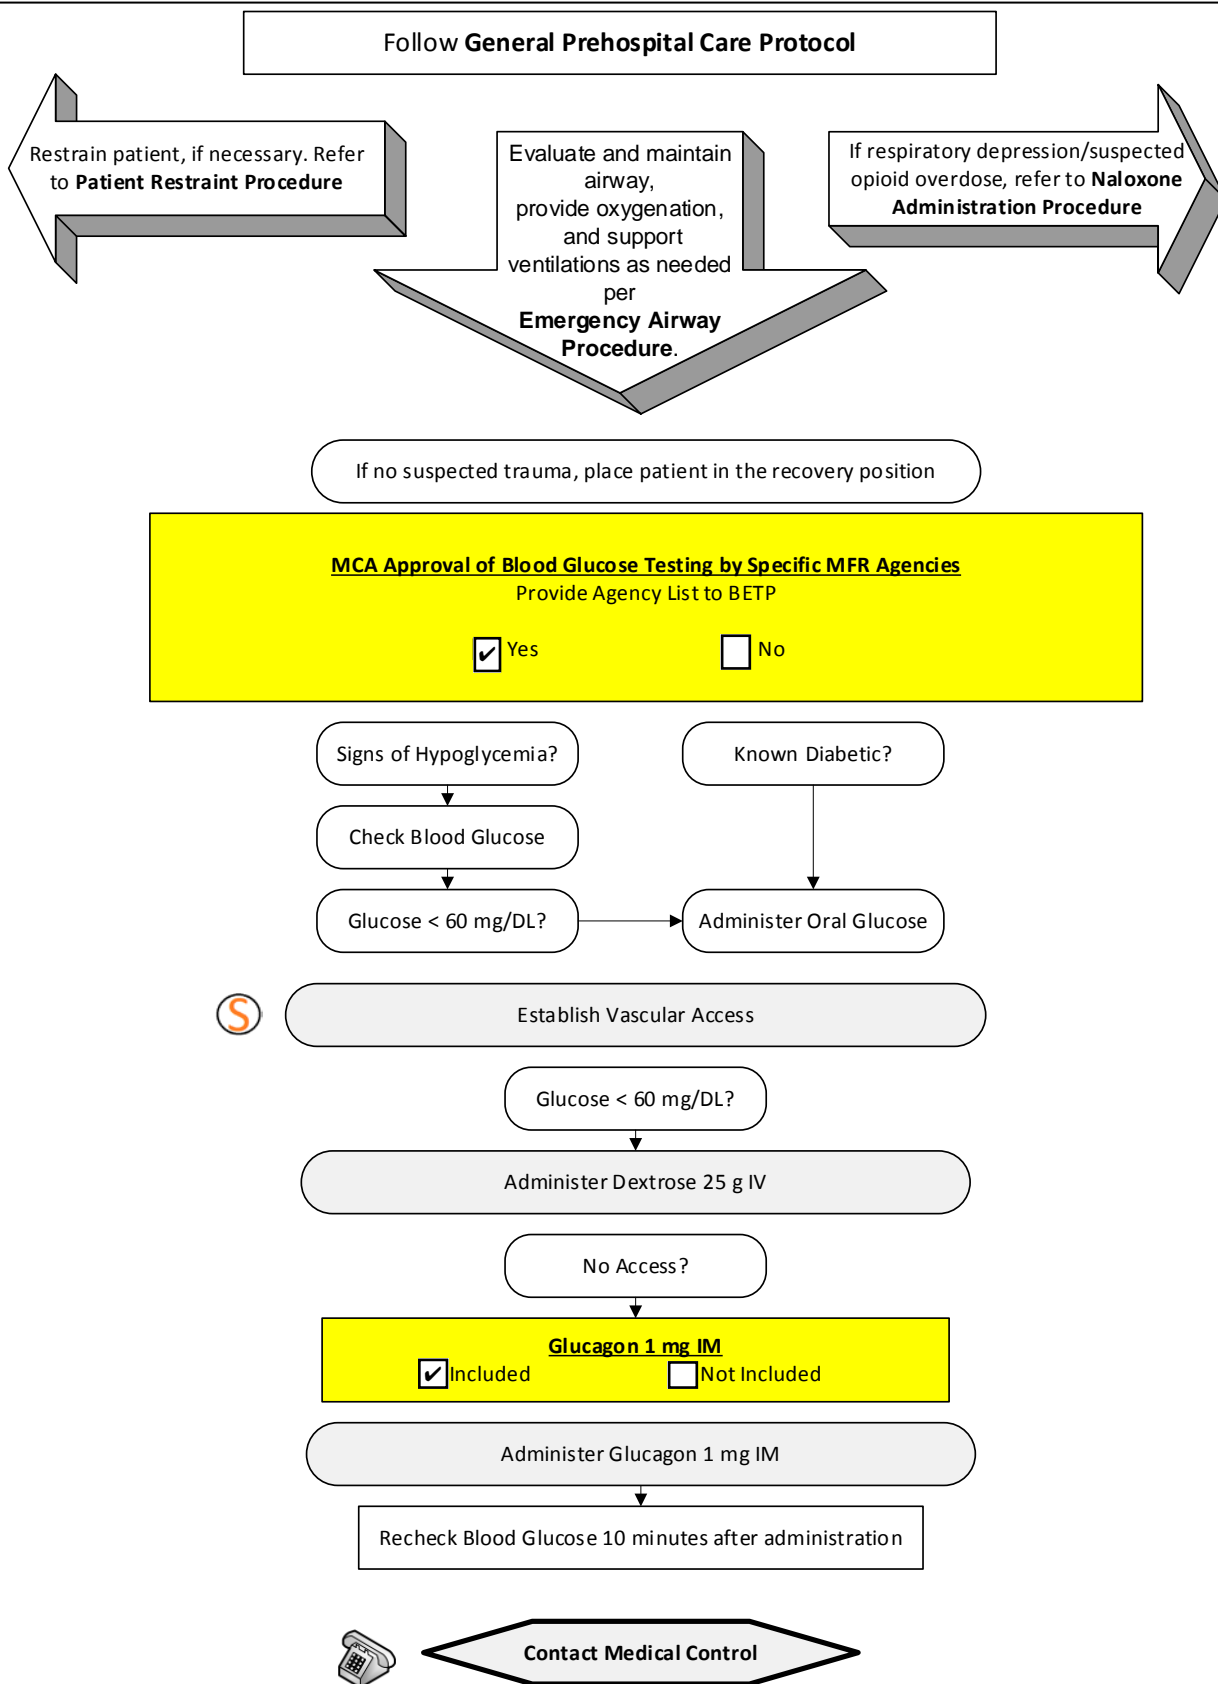 Follow General Prehospital Care Protocol
Restrain patient, if necessary. Refer
to Patient Restraint Procedure
Evaluate and maintain
airway,
provide oxygenation,
and support
ventilations as needed
per
Emergency Airway
Procedure.
If respiratory depression/suspected
opioid overdose, refer to Naloxone
Administration Procedure
If no suspected trauma, place patient in the recovery position
MCA Approval of Blood Glucose Testing by Specific MFR Agencies
Provide Agency List to BETP
✔ Yes
No
Signs of Hypoglycemia?
Known Diabetic?
Check Blood Glucose
Glucose < 60 mg/DL?
Administer Oral Glucose
S
Establish Vascular Access
Glucose < 60 mg/DL?
Administer Dextrose 25 g IV
No Access?
Glucagon 1 mg IM
✔ Included
Not Included
Administer Glucagon 1 mg IM
Recheck Blood Glucose 10 minutes after administration
Contact Medical Control